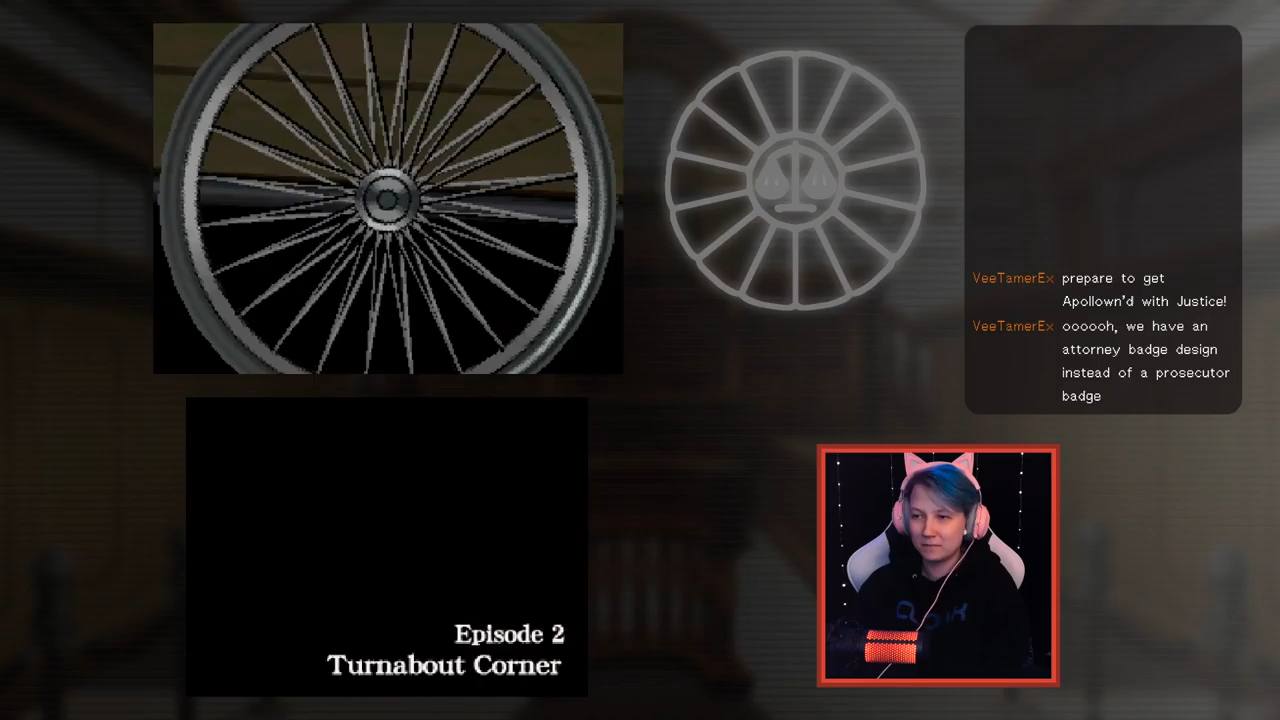 VeeTamerEx prepare to get
Apollown'd with Justice!
VeeTamerEx oooooh, we have an
attorney badge design
instead of a prosecutor
badge
Episode 2
Turnabout Corner